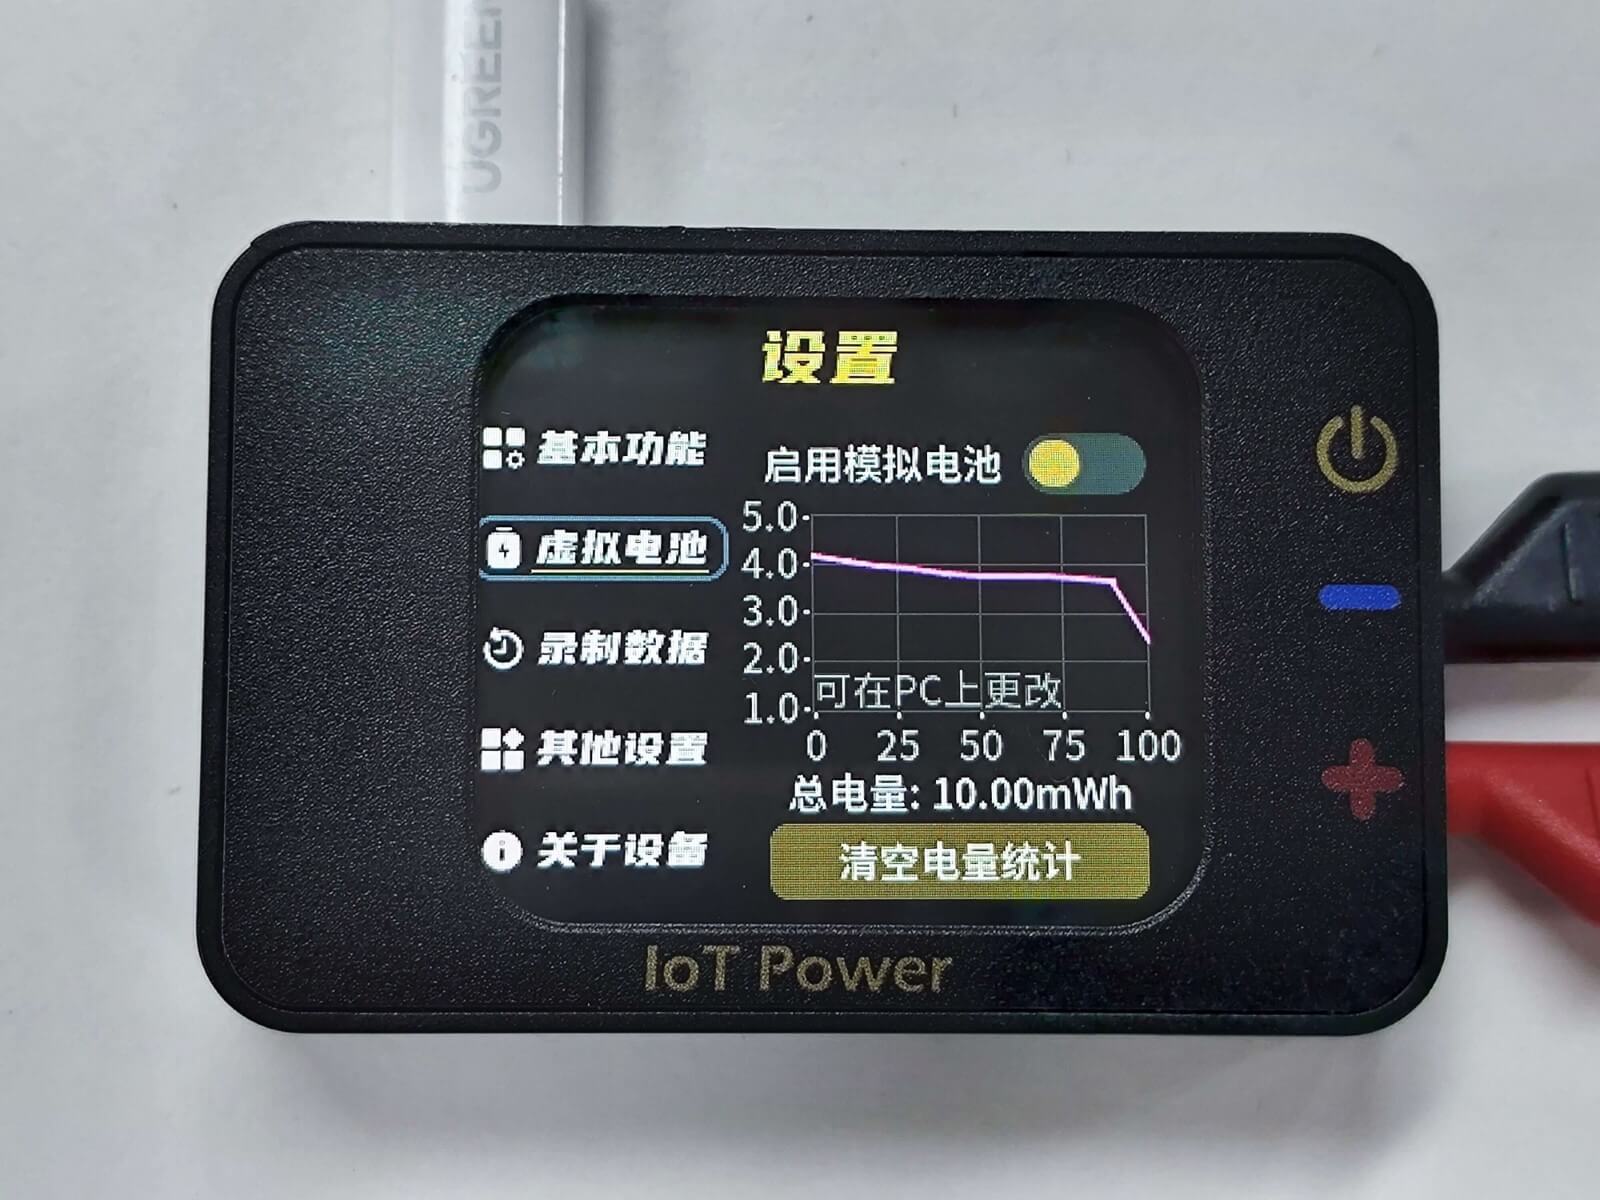 UGREEN
设置
基本功能
虚拟电池
录制数据
其他设置
关于设备
启用模拟电池
5.0
4.0
3.0
2.0
1.0
可在PC上更改
0 25 50 75 100
总电量: 10.00mWh
清空电量统计
IoT Power